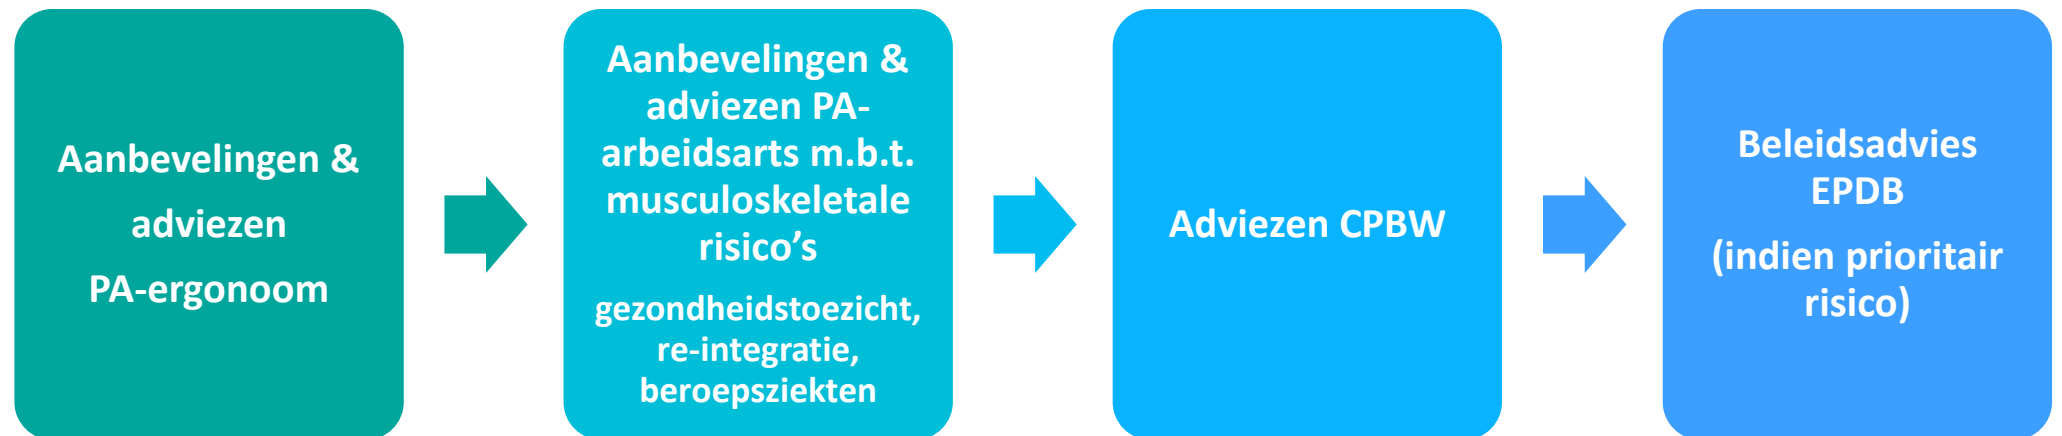 Aanbevelingen &
adviezen
PA-ergonoom
Aanbevelingen &
adviezen PA-
arbeidsarts m.b.t.
musculoskeletale
risico’s
gezondheidstoezicht,
re-integratie,
beroepsziekten
Adviezen CPBW
Beleidsadvies
EPDB
(indien prioritair
risico)